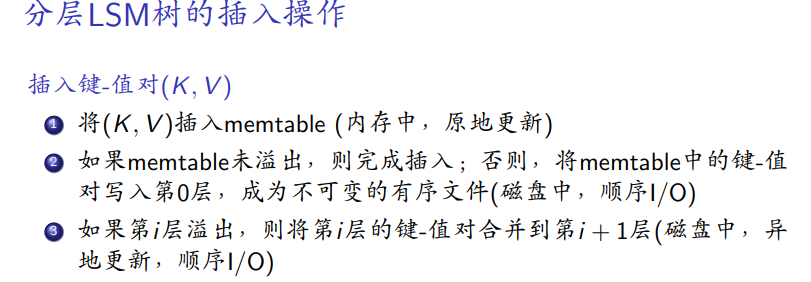 分层LSM树的插入操作
插入键-值对(K, V)
1 将(K, V)插入memtable (内存中，原地更新)
2 如果memtable未溢出，则完成插入；否则，将memtable中的键-值
对写入第0层，成为不可变的有序文件(磁盘中，顺序I/O)
3 如果第i层溢出，则将第i层的键-值对合并到第i + 1层(磁盘中，异
地更新，顺序I/O)